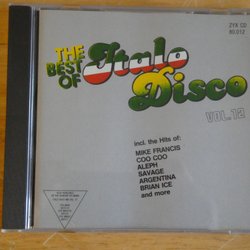 ZYX CD
80.012
THE
BEST
OF
Italo
Disco
VOL. 12
incl. the Hits of:
MIKE FRANCIS
COO COO
ALEPH
SAVAGE
ARGENTINA
BRIAN ICE
and more